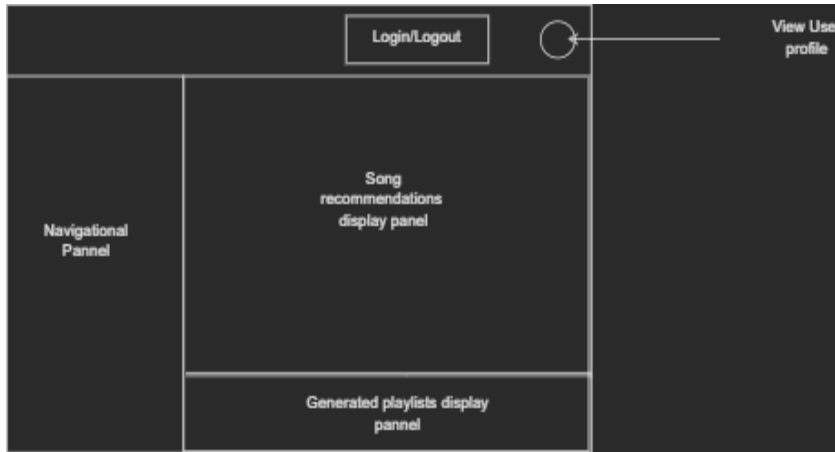 Login/Logout
View Use
profile
Song
recommendations
display panel
Navigational
Pannel
Generated playlists display
pannel